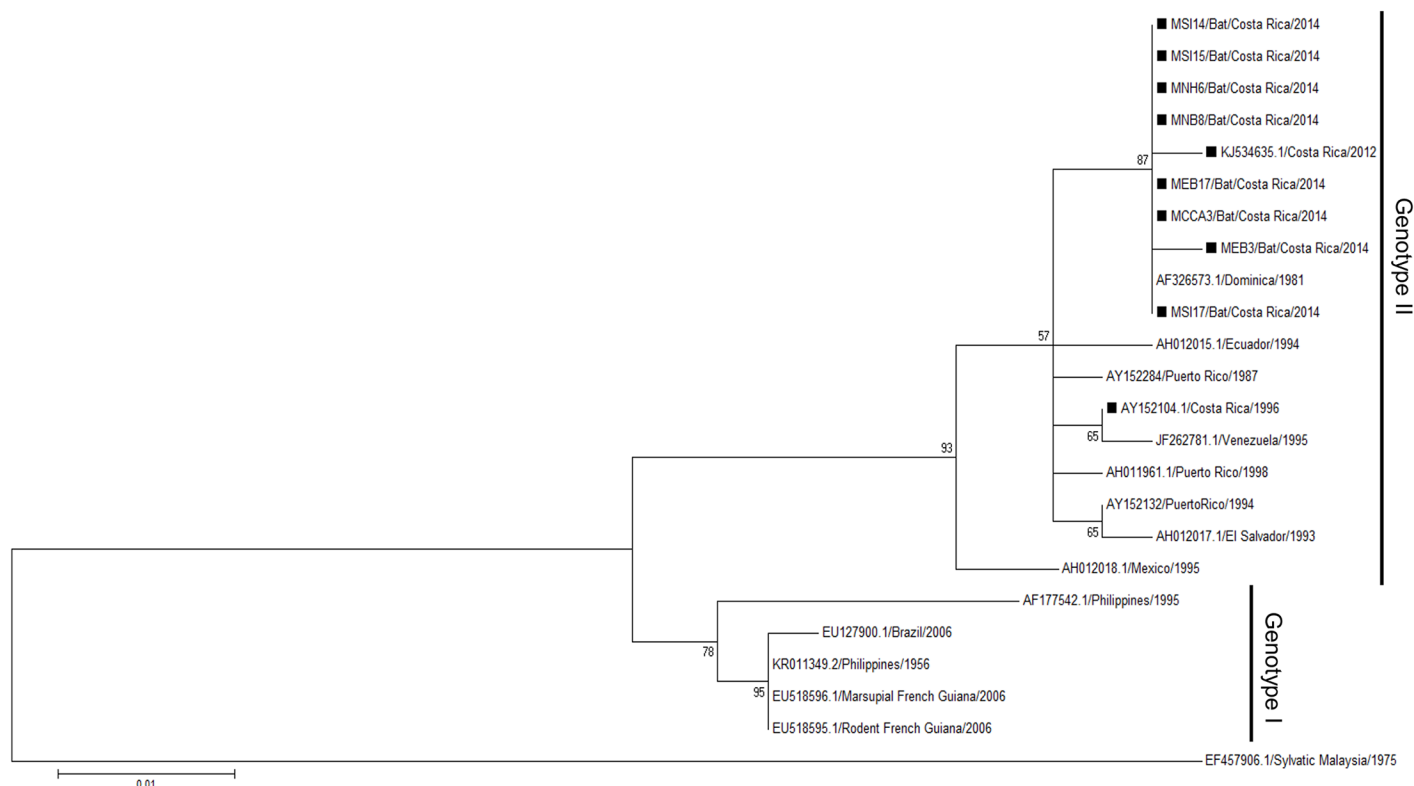 MSI14/Bat/Costa Rica/2014
MSI15/Bat/Costa Rica/2014
MNH6/Bat/Costa Rica/2014
MNB8/Bat/Costa Rica/2014
87
KJ534635.1/Costa Rica/2012
MEB17/Bat/Costa Rica/2014
MCCA3/Bat/Costa Rica/2014
MEB3/Bat/Costa Rica/2014
AF326573.1/Dominica/1981
MSI17/Bat/Costa Rica/2014
Genotype II
57
AH012015.1/Ecuador/1994
AY152284/Puerto Rico/1987
AY152104.1/Costa Rica/1996
65
JF262781.1/Venezuela/1995
93
AH011961.1/Puerto Rico/1998
AY152132/PuertoRico/1994
65
AH012017.1/El Salvador/1993
AH012018.1/Mexico/1995
AF177542.1/Philippines/1995
EU127900.1/Brazil/2006
78
KR011349.2/Philippines/1956
95
EU518596.1/Marsupial French Guiana/2006
EU518595.1/Rodent French Guiana/2006
Genotype I
EF457906.1/Sylvatic Malaysia/1975
0.01